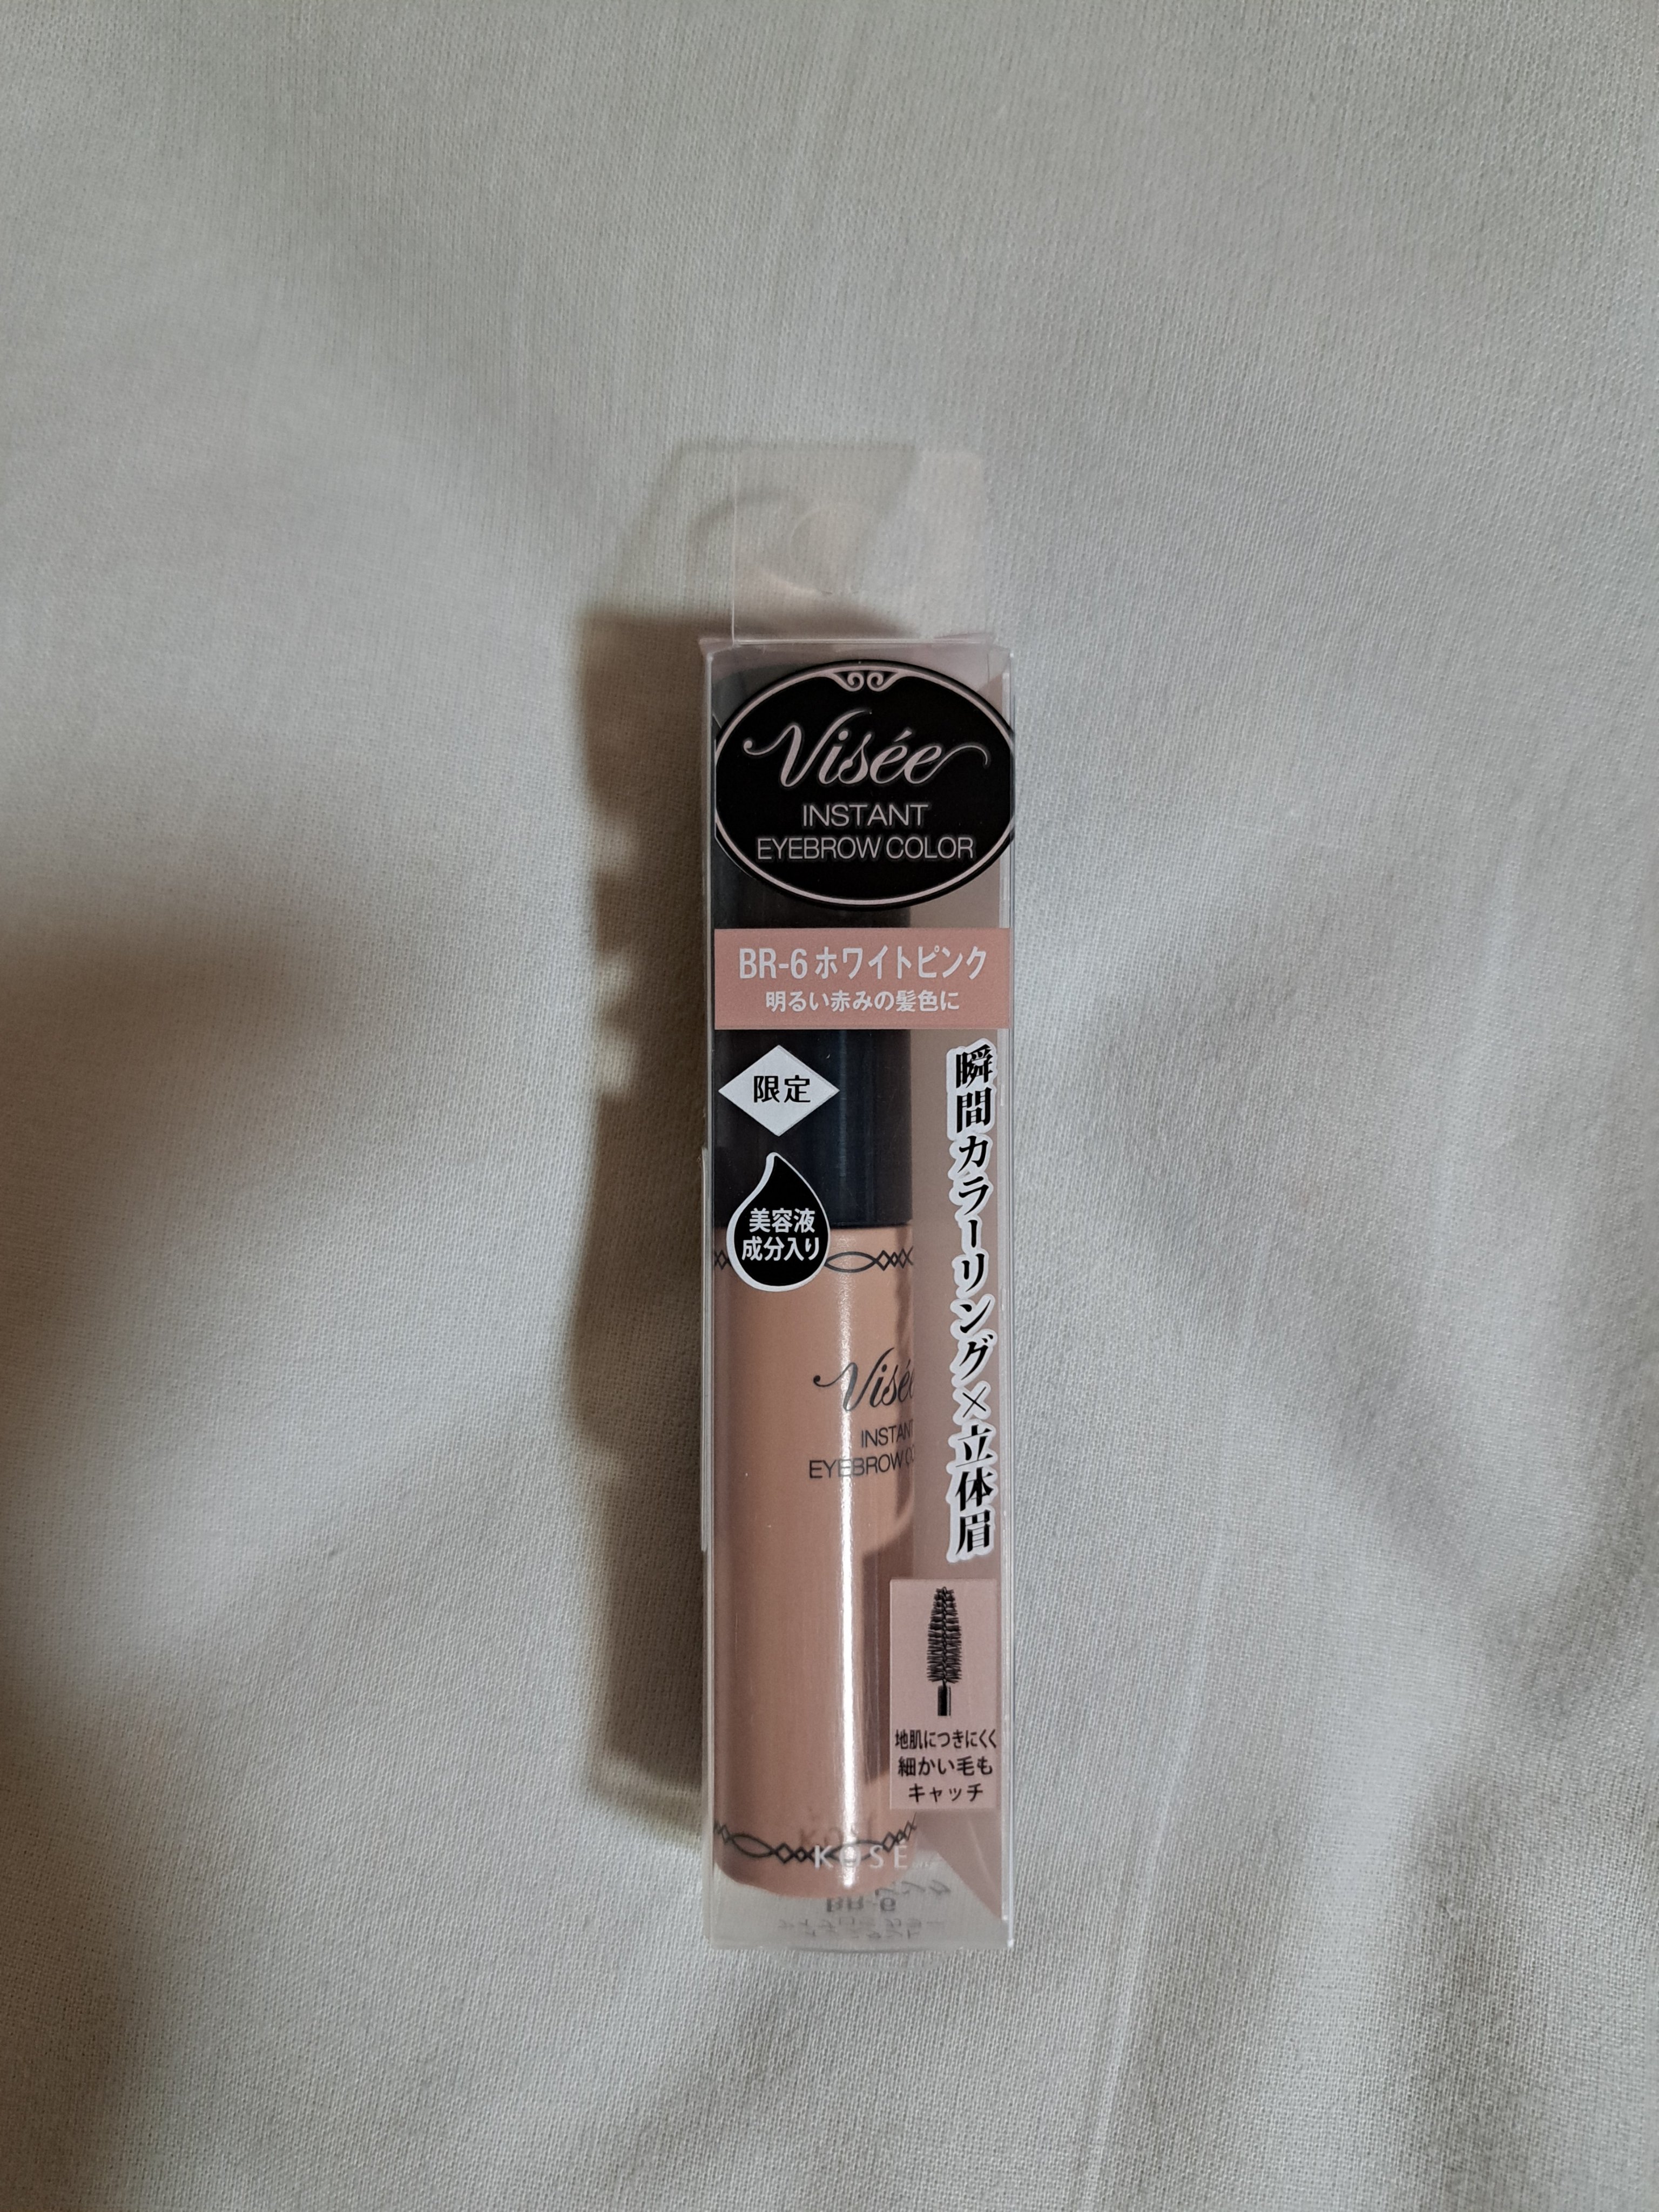 Visée
INSTANT
EYEBROW COLOR
BR-6 ホワイトピンク
明るい赤みの髪色に
限定
美容液
成分入り
瞬間カラーリング×立体眉
Visée
INSTANT
EYEBROW CO
地肌につきにくく
細かい毛も
キャッチ
KOSÉ